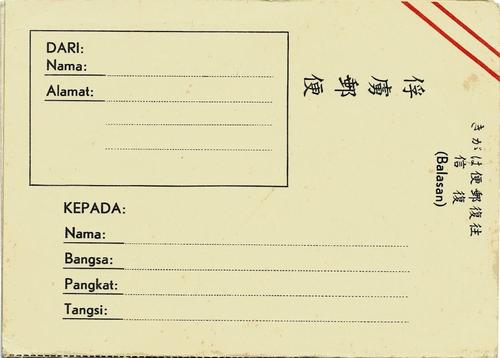 DARI:
Nama:
Alamat:
俘虜郵便
往復郵便はがき
復信
(Balasan)
KEPADA:
Nama:
Bangsa:
Pangkat:
Tangsi: